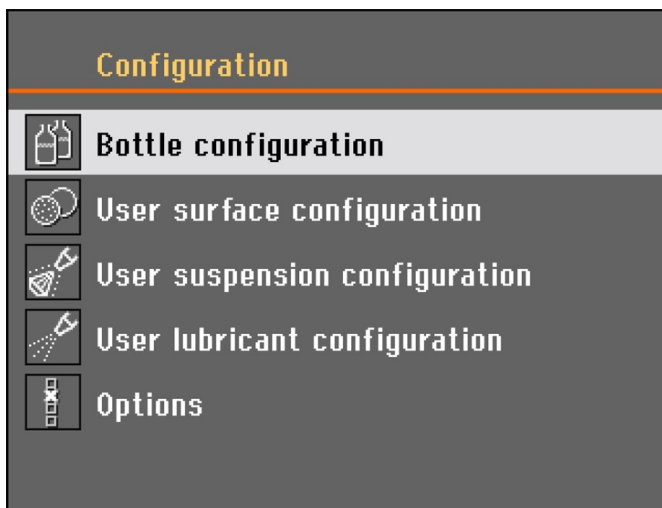 Configuration
Bottle configuration
User surface configuration
User suspension configuration
User lubricant configuration
Options